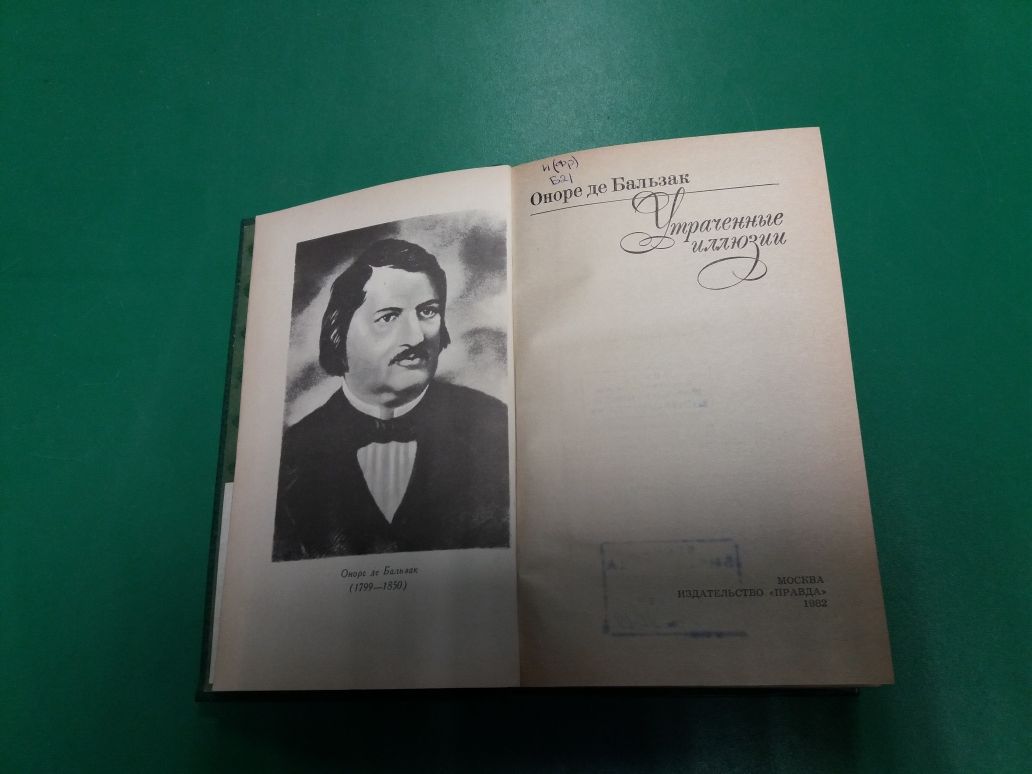 Оноре де Бальзак
(1799—1850)
и(фр)
Б21
Оноре де Бальзак
Утраченные
иллюзии
МОСКВА
ИЗДАТЕЛЬСТВО «ПРАВДА»
1982